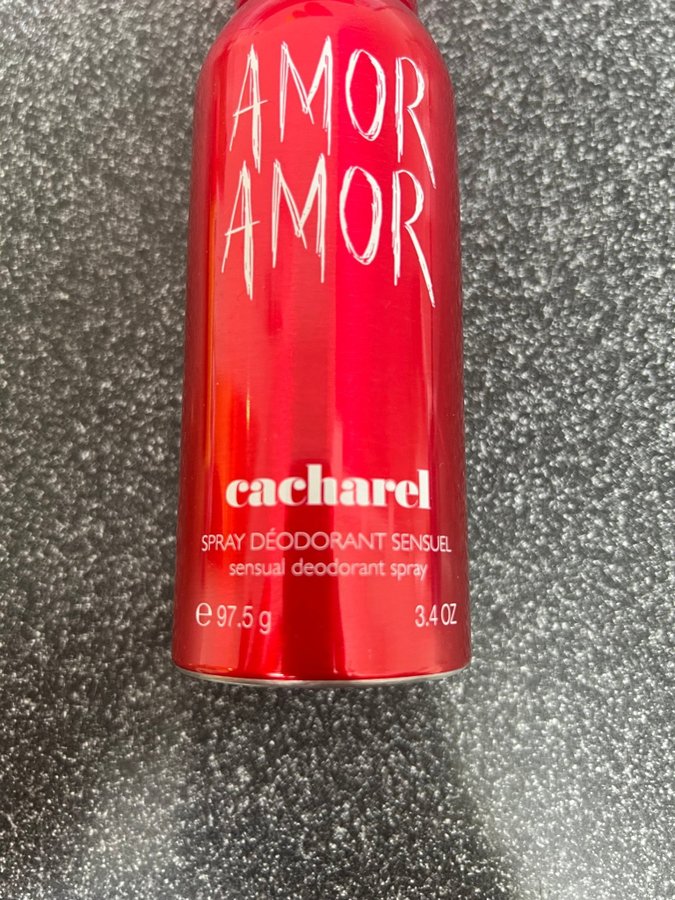 AMOR
AMOR
cacharel
SPRAY DÉODORANT SENSUEL
sensual deodorant spray
℮ 97.5 g 3.4 OZ